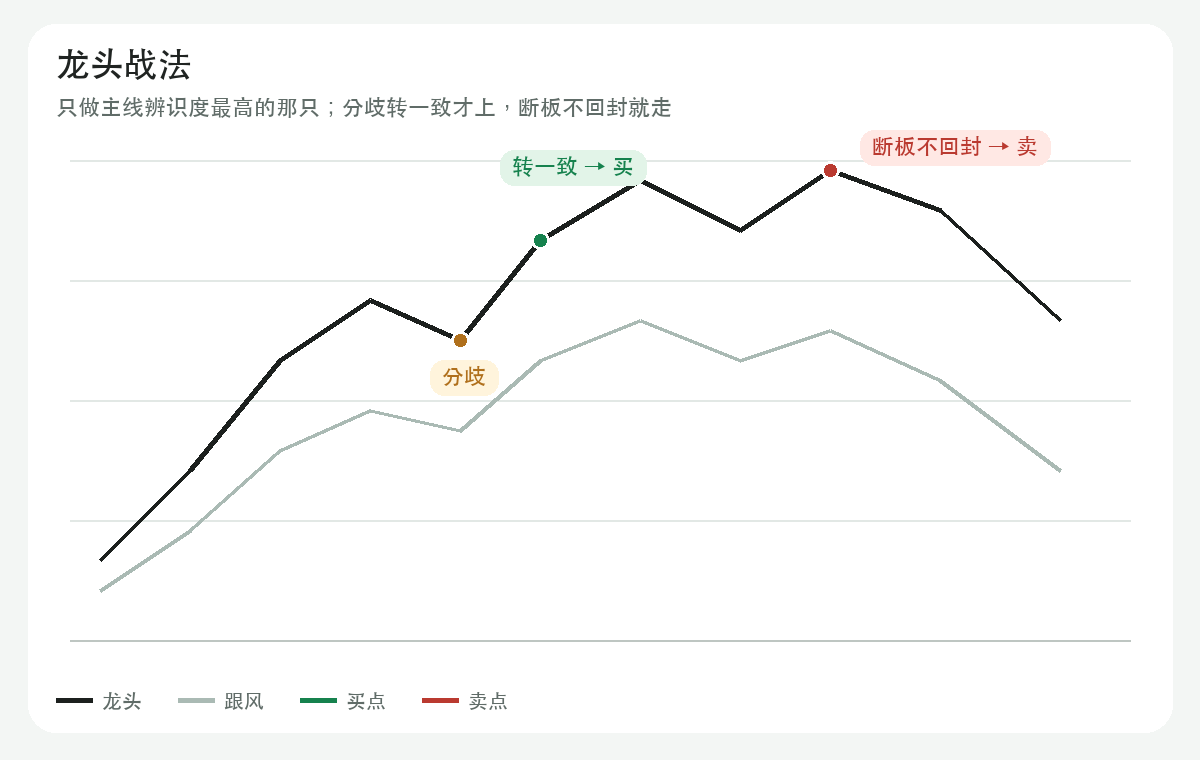 龙头战法
只做主线辨识度最高的那只；分歧转一致才上，断板不回封就走
断板不回封 → 卖
转一致 → 买
分歧
龙头
跟风
买点
卖点